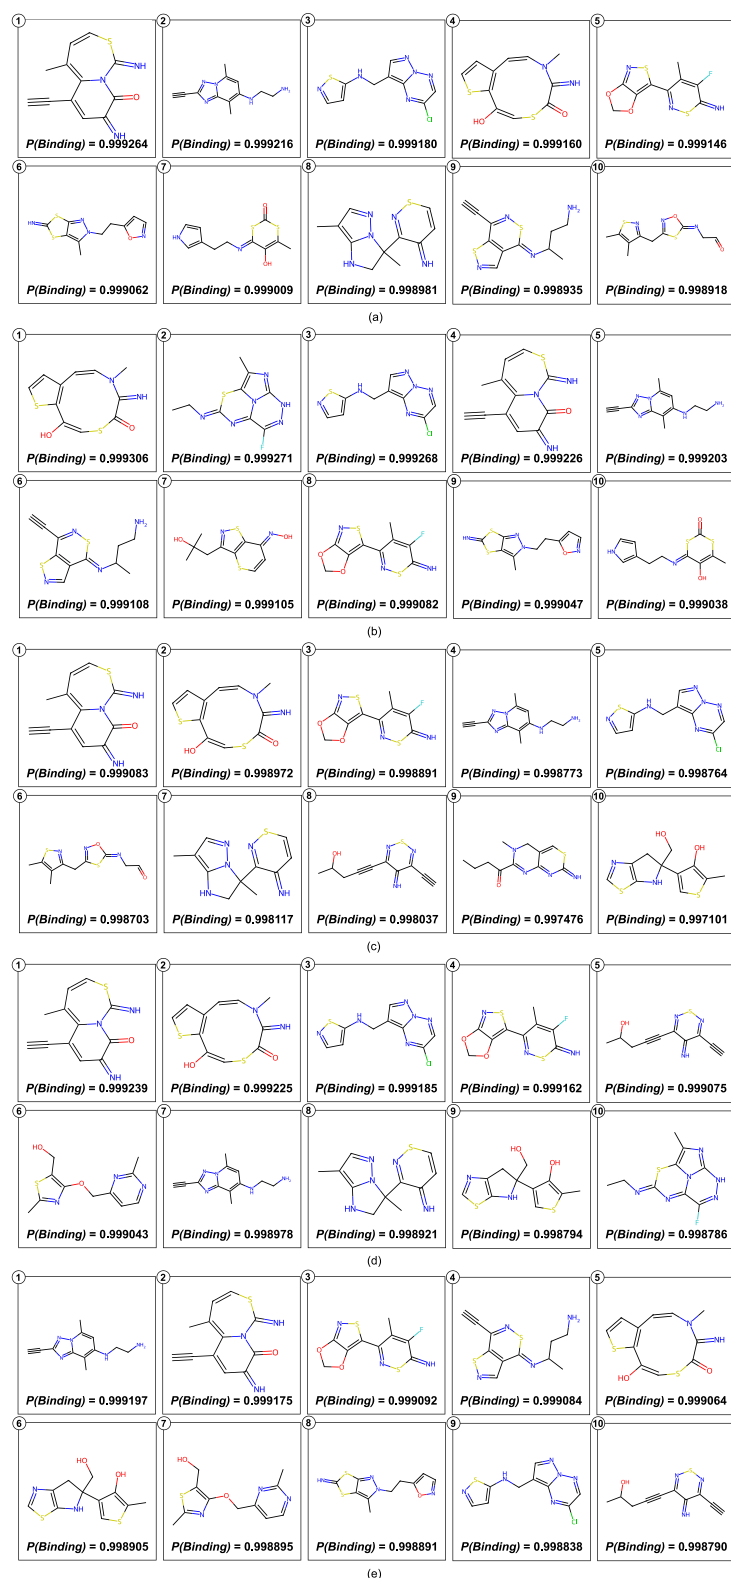 1 2 3 4 5
P(Binding) = 0.999264 P(Binding) = 0.999216 P(Binding) = 0.999180 P(Binding) = 0.999160 P(Binding) = 0.999146
6 7 8 9 10
P(Binding) = 0.999062 P(Binding) = 0.999009 P(Binding) = 0.998981 P(Binding) = 0.998935 P(Binding) = 0.998918
(a)
1 2 3 4 5
P(Binding) = 0.999306 P(Binding) = 0.999271 P(Binding) = 0.999268 P(Binding) = 0.999226 P(Binding) = 0.999203
6 7 8 9 10
P(Binding) = 0.999108 P(Binding) = 0.999105 P(Binding) = 0.999082 P(Binding) = 0.999047 P(Binding) = 0.999038
(b)
1 2 3 4 5
P(Binding) = 0.999083 P(Binding) = 0.998972 P(Binding) = 0.998891 P(Binding) = 0.998773 P(Binding) = 0.998764
6 7 8 9 10
P(Binding) = 0.998703 P(Binding) = 0.998117 P(Binding) = 0.998037 P(Binding) = 0.997476 P(Binding) = 0.997101
(c)
1 2 3 4 5
P(Binding) = 0.999239 P(Binding) = 0.999225 P(Binding) = 0.999185 P(Binding) = 0.999162 P(Binding) = 0.999075
6 7 8 9 10
P(Binding) = 0.999043 P(Binding) = 0.998978 P(Binding) = 0.998921 P(Binding) = 0.998794 P(Binding) = 0.998786
(d)
1 2 3 4 5
P(Binding) = 0.999197 P(Binding) = 0.999175 P(Binding) = 0.999092 P(Binding) = 0.999084 P(Binding) = 0.999064
6 7 8 9 10
P(Binding) = 0.998905 P(Binding) = 0.998895 P(Binding) = 0.998891 P(Binding) = 0.998838 P(Binding) = 0.998790
(e)